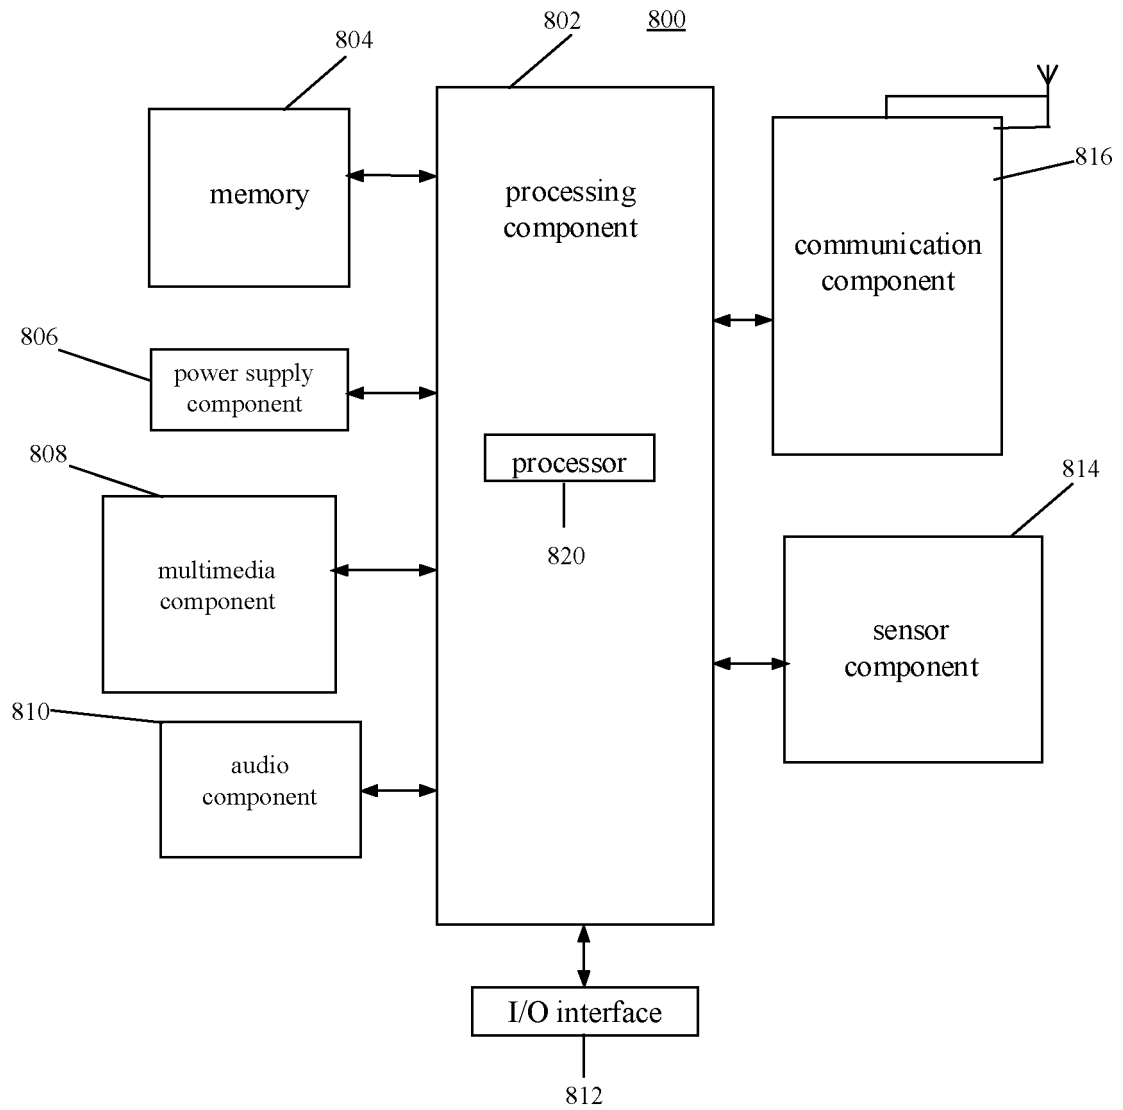 802
800
804
816
memory
processing
component
communication
component
806
power supply
component
808
processor
814
820
multimedia
component
sensor
component
810
audio
component
I/O interface
812